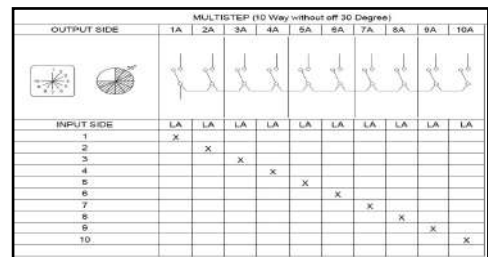 MULTISTEP (10 Way without off 30 Degree)
OUTPUT SIDE 1A 2A 3A 4A 5A 6A 7A 8A 9A 10A
30°
INPUT SIDE LA LA LA LA LA LA LA LA LA LA
1 X
2 X
3 X
4 X
5 X
6 X
7 X
8 X
9 X
10 X